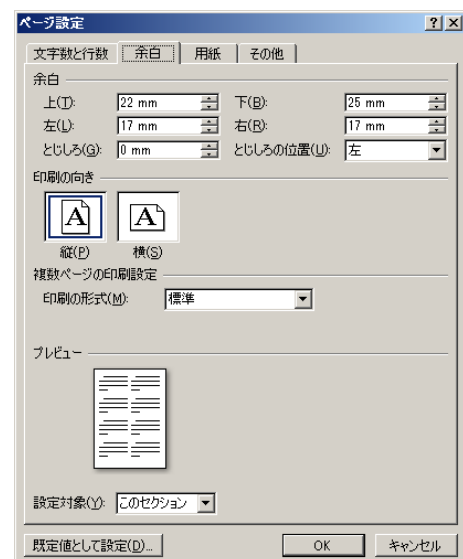 ページ設定
文字数と行数 余白 用紙 その他
余白
上(T): 22 mm 下(B): 25 mm
左(L): 17 mm 右(R): 17 mm
とじしろ(G): 0 mm とじしろの位置(U): 左
印刷の向き
A A
縦(P) 横(S)
複数ページの印刷設定
印刷の形式(M): 標準
プレビュー
設定対象(Y): このセクション
既定値として設定(D)... OK キャンセル